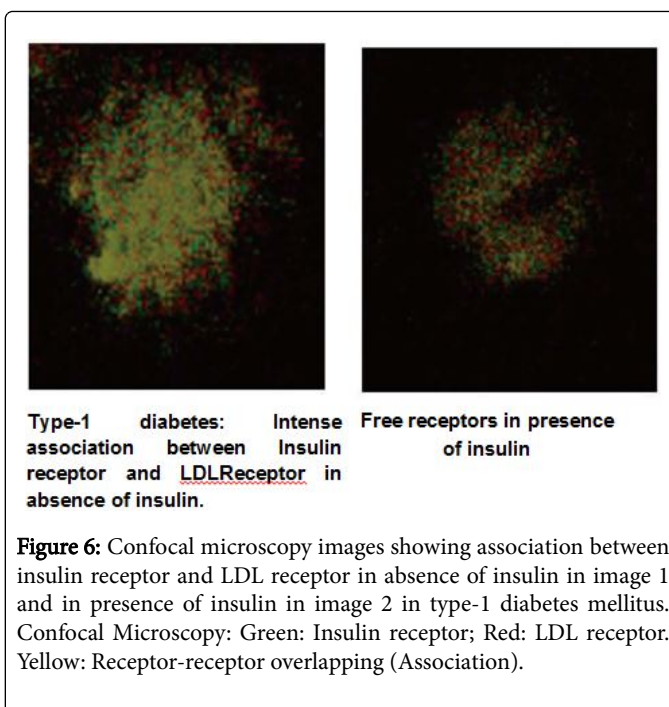 Type-1 diabetes: Intense
association between Insulin
receptor and LDLReceptor in
absence of insulin.
Free receptors in presence
of insulin
Figure 6: Confocal microscopy images showing association between
insulin receptor and LDL receptor in absence of insulin in image 1
and in presence of insulin in image 2 in type-1 diabetes mellitus.
Confocal Microscopy: Green: Insulin receptor; Red: LDL receptor.
Yellow: Receptor-receptor overlapping (Association).